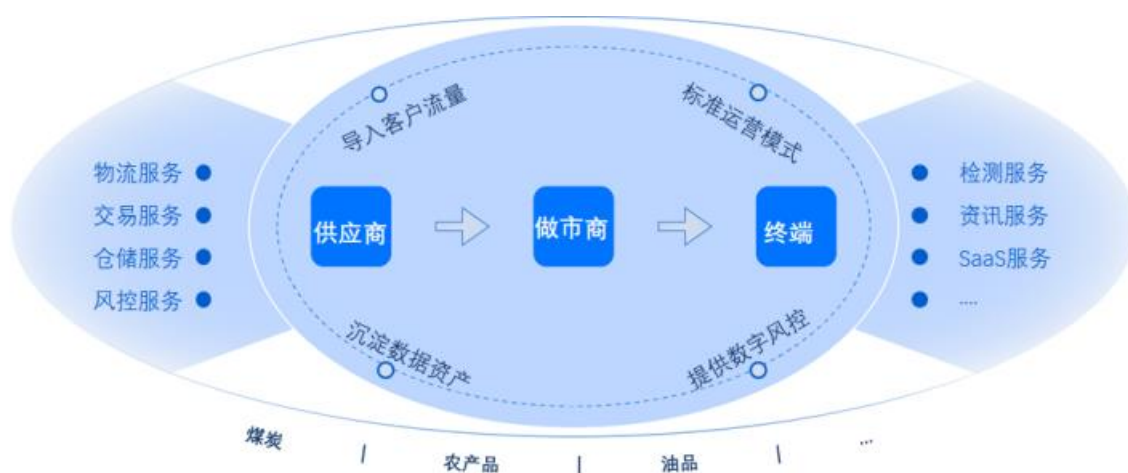 导入客户流量
标准运营模式
物流服务
交易服务
仓储服务
风控服务
供应商
做市商
终端
检测服务
资讯服务
SaaS服务
....
沉淀数据资产
提供数字风控
煤炭 | 农产品 | 油品 | ...